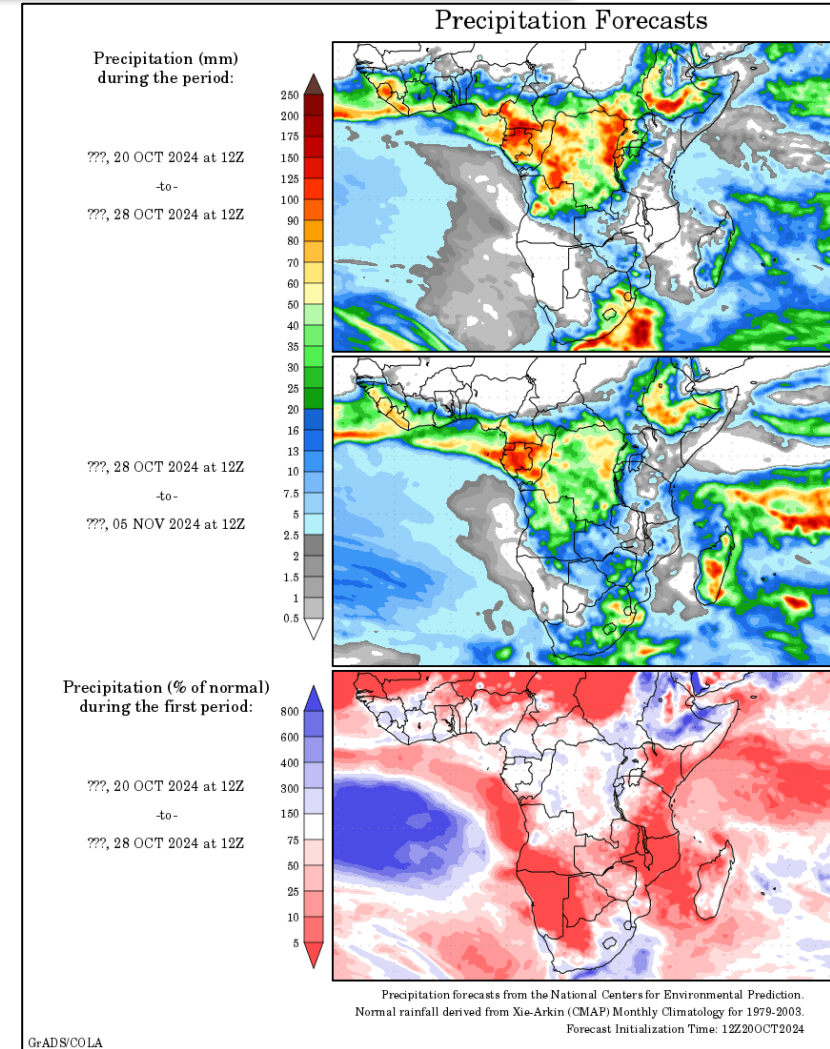 Precipitation Forecasts
Precipitation (mm)
during the period:
???, 20 OCT 2024 at 12Z
-to-
???, 28 OCT 2024 at 12Z
250
200
175
150
125
100
90
80
70
60
50
40
35
30
25
20
16
13
10
7.5
5
2.5
2
1.5
1
0.5
???, 28 OCT 2024 at 12Z
-to-
???, 05 NOV 2024 at 12Z
Precipitation (% of normal)
during the first period:
???, 20 OCT 2024 at 12Z
-to-
???, 28 OCT 2024 at 12Z
800
600
400
300
150
75
50
25
10
5
Precipitation forecasts from the National Centers for Environmental Prediction.
Normal rainfall derived from Xie-Arkin (CMAP) Monthly Climatology for 1979-2003.
Forecast Initialization Time: 12Z20OCT2024
GrADS/COLA